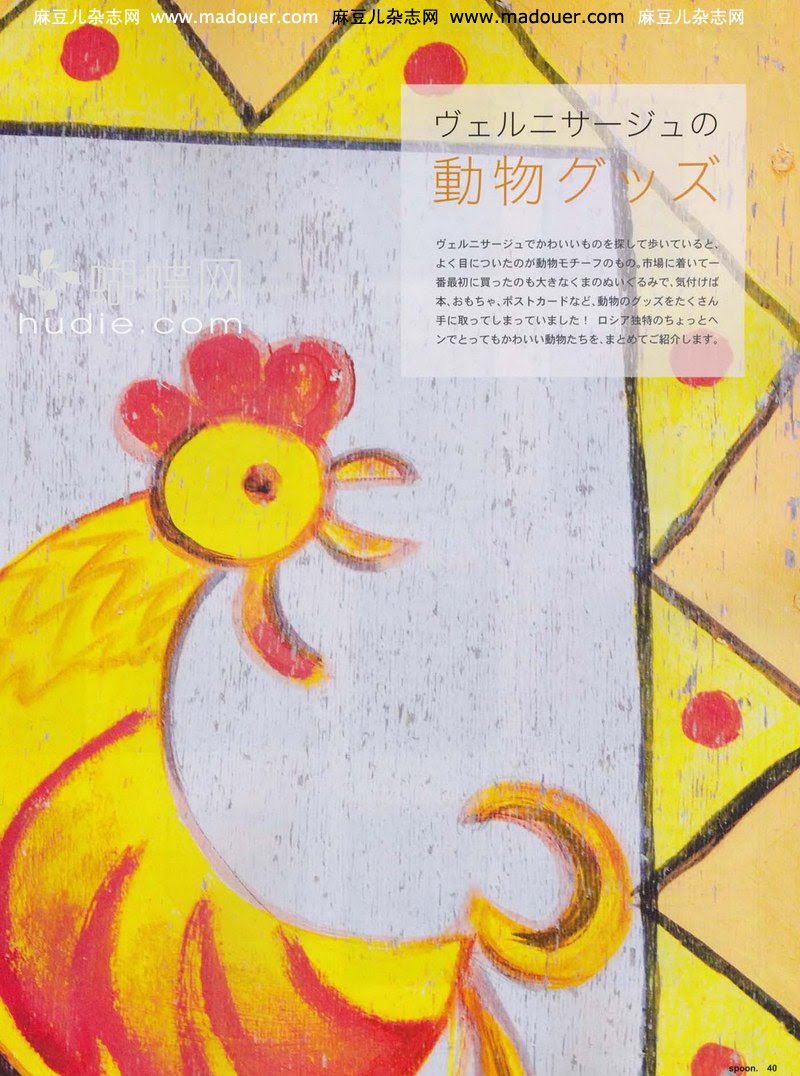 麻豆儿杂志网 www.madouer.com 麻豆儿杂志网 www.madouer.com 麻豆儿杂志网
ヴェルニサージュの
動物グッズ
ヴェルニサージュでかわいいものを探して歩いていると、
よく目についたのが動物モチーフのもの。市場に着いて一
番最初に買ったのも大きなくまのぬいぐるみで、気付けば
本、おもちゃ、ポストカードなど、動物のグッズをたくさん
手に取ってしまっていました！ ロシア独特のちょっとヘ
ンでとってもかわいい動物たちを、まとめてご紹介します。
蝴蝶网
hudie.com
spoon. 40